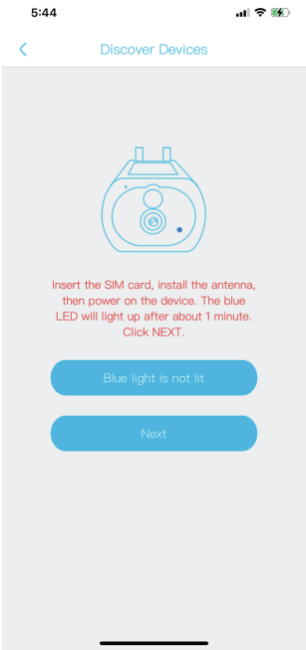 5:44
Discover Devices
Insert the SIM card, install the antenna,
then power on the device. The blue
LED will light up after about 1 minute.
Click NEXT.
Blue light is not lit
Next